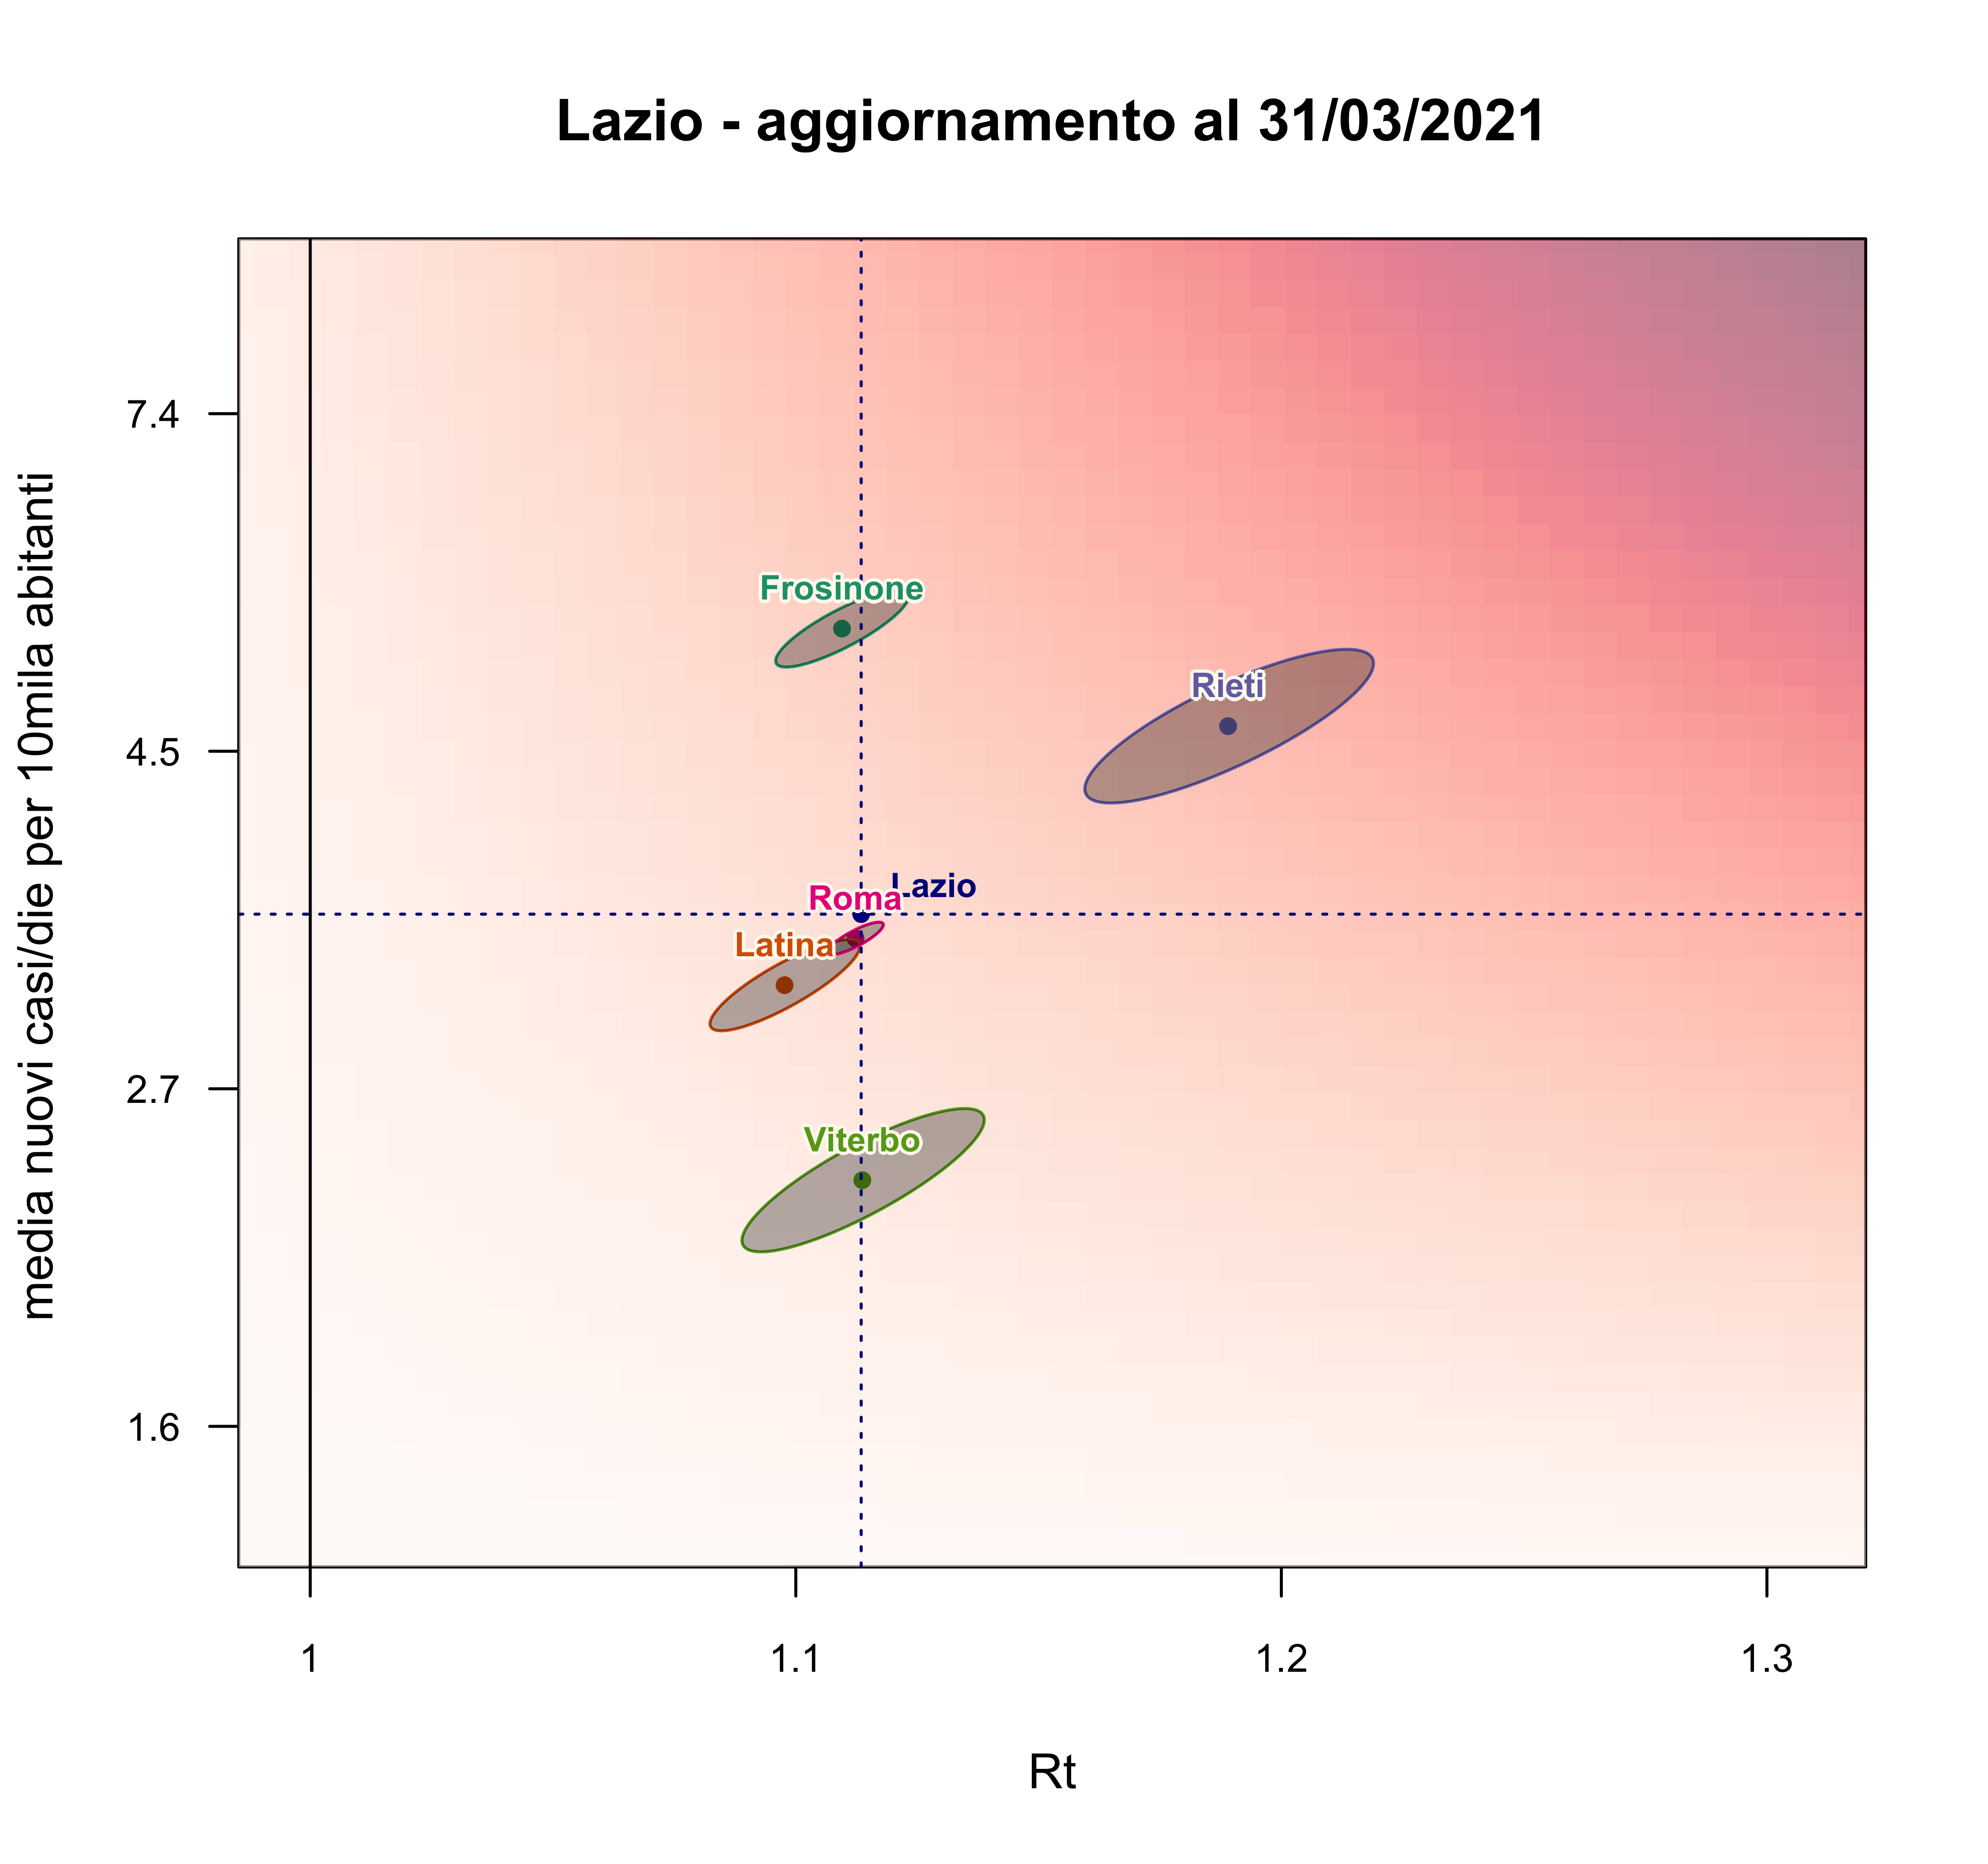 Lazio - aggiornamento al 31/03/2021
media nuovi casi/die per 10mila abitanti
7.4
4.5
2.7
1.6
Frosinone
Rieti
Lazio
Roma
Latina
Viterbo
1
1.1
1.2
1.3
Rt